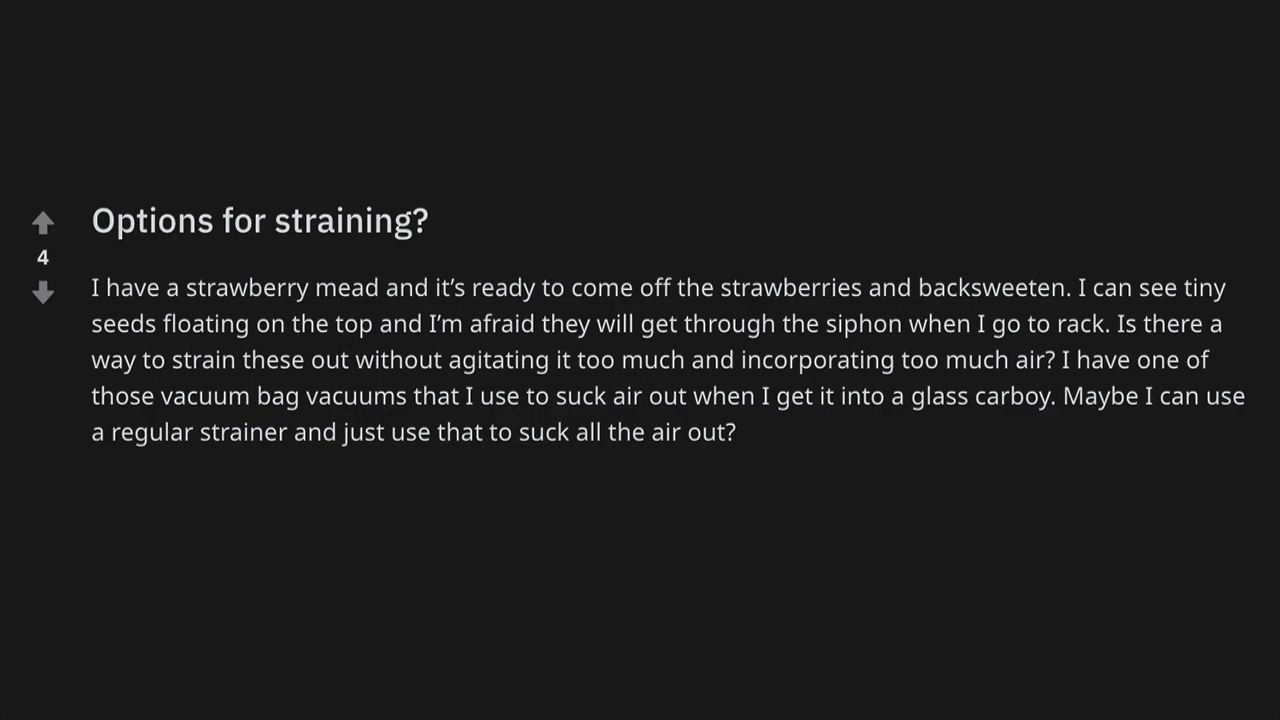 Options for straining?
4
I have a strawberry mead and it’s ready to come off the strawberries and backsweeten. I can see tiny
seeds floating on the top and I’m afraid they will get through the siphon when I go to rack. Is there a
way to strain these out without agitating it too much and incorporating too much air? I have one of
those vacuum bag vacuums that I use to suck air out when I get it into a glass carboy. Maybe I can use
a regular strainer and just use that to suck all the air out?